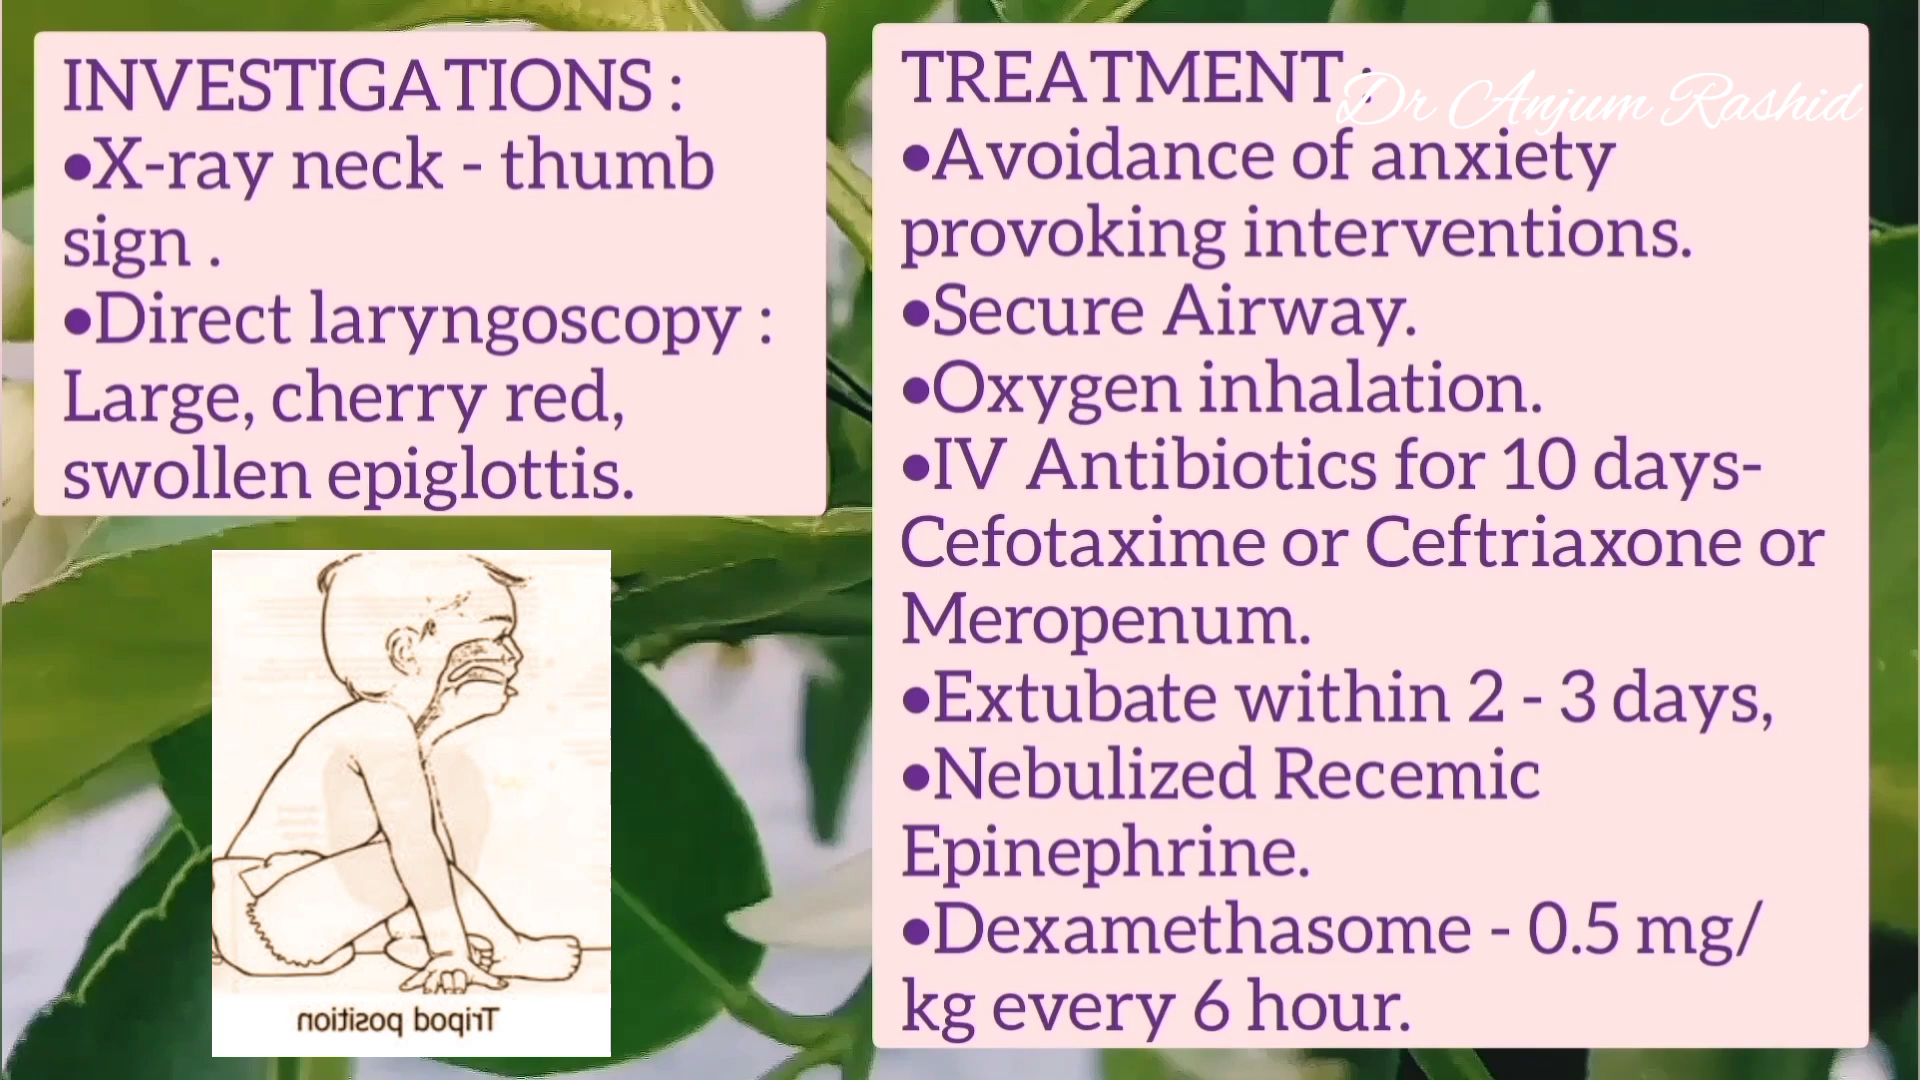 INVESTIGATIONS :
•X-ray neck - thumb
sign .
•Direct laryngoscopy :
Large, cherry red,
swollen epiglottis.
Tripod position
TREATMENT :
Dr Anjum Rashid
•Avoidance of anxiety
provoking interventions.
•Secure Airway.
•Oxygen inhalation.
•IV Antibiotics for 10 days-
Cefotaxime or Ceftriaxone or
Meropenum.
•Extubate within 2 - 3 days,
•Nebulized Recemic
Epinephrine.
•Dexamethasome - 0.5 mg/
kg every 6 hour.